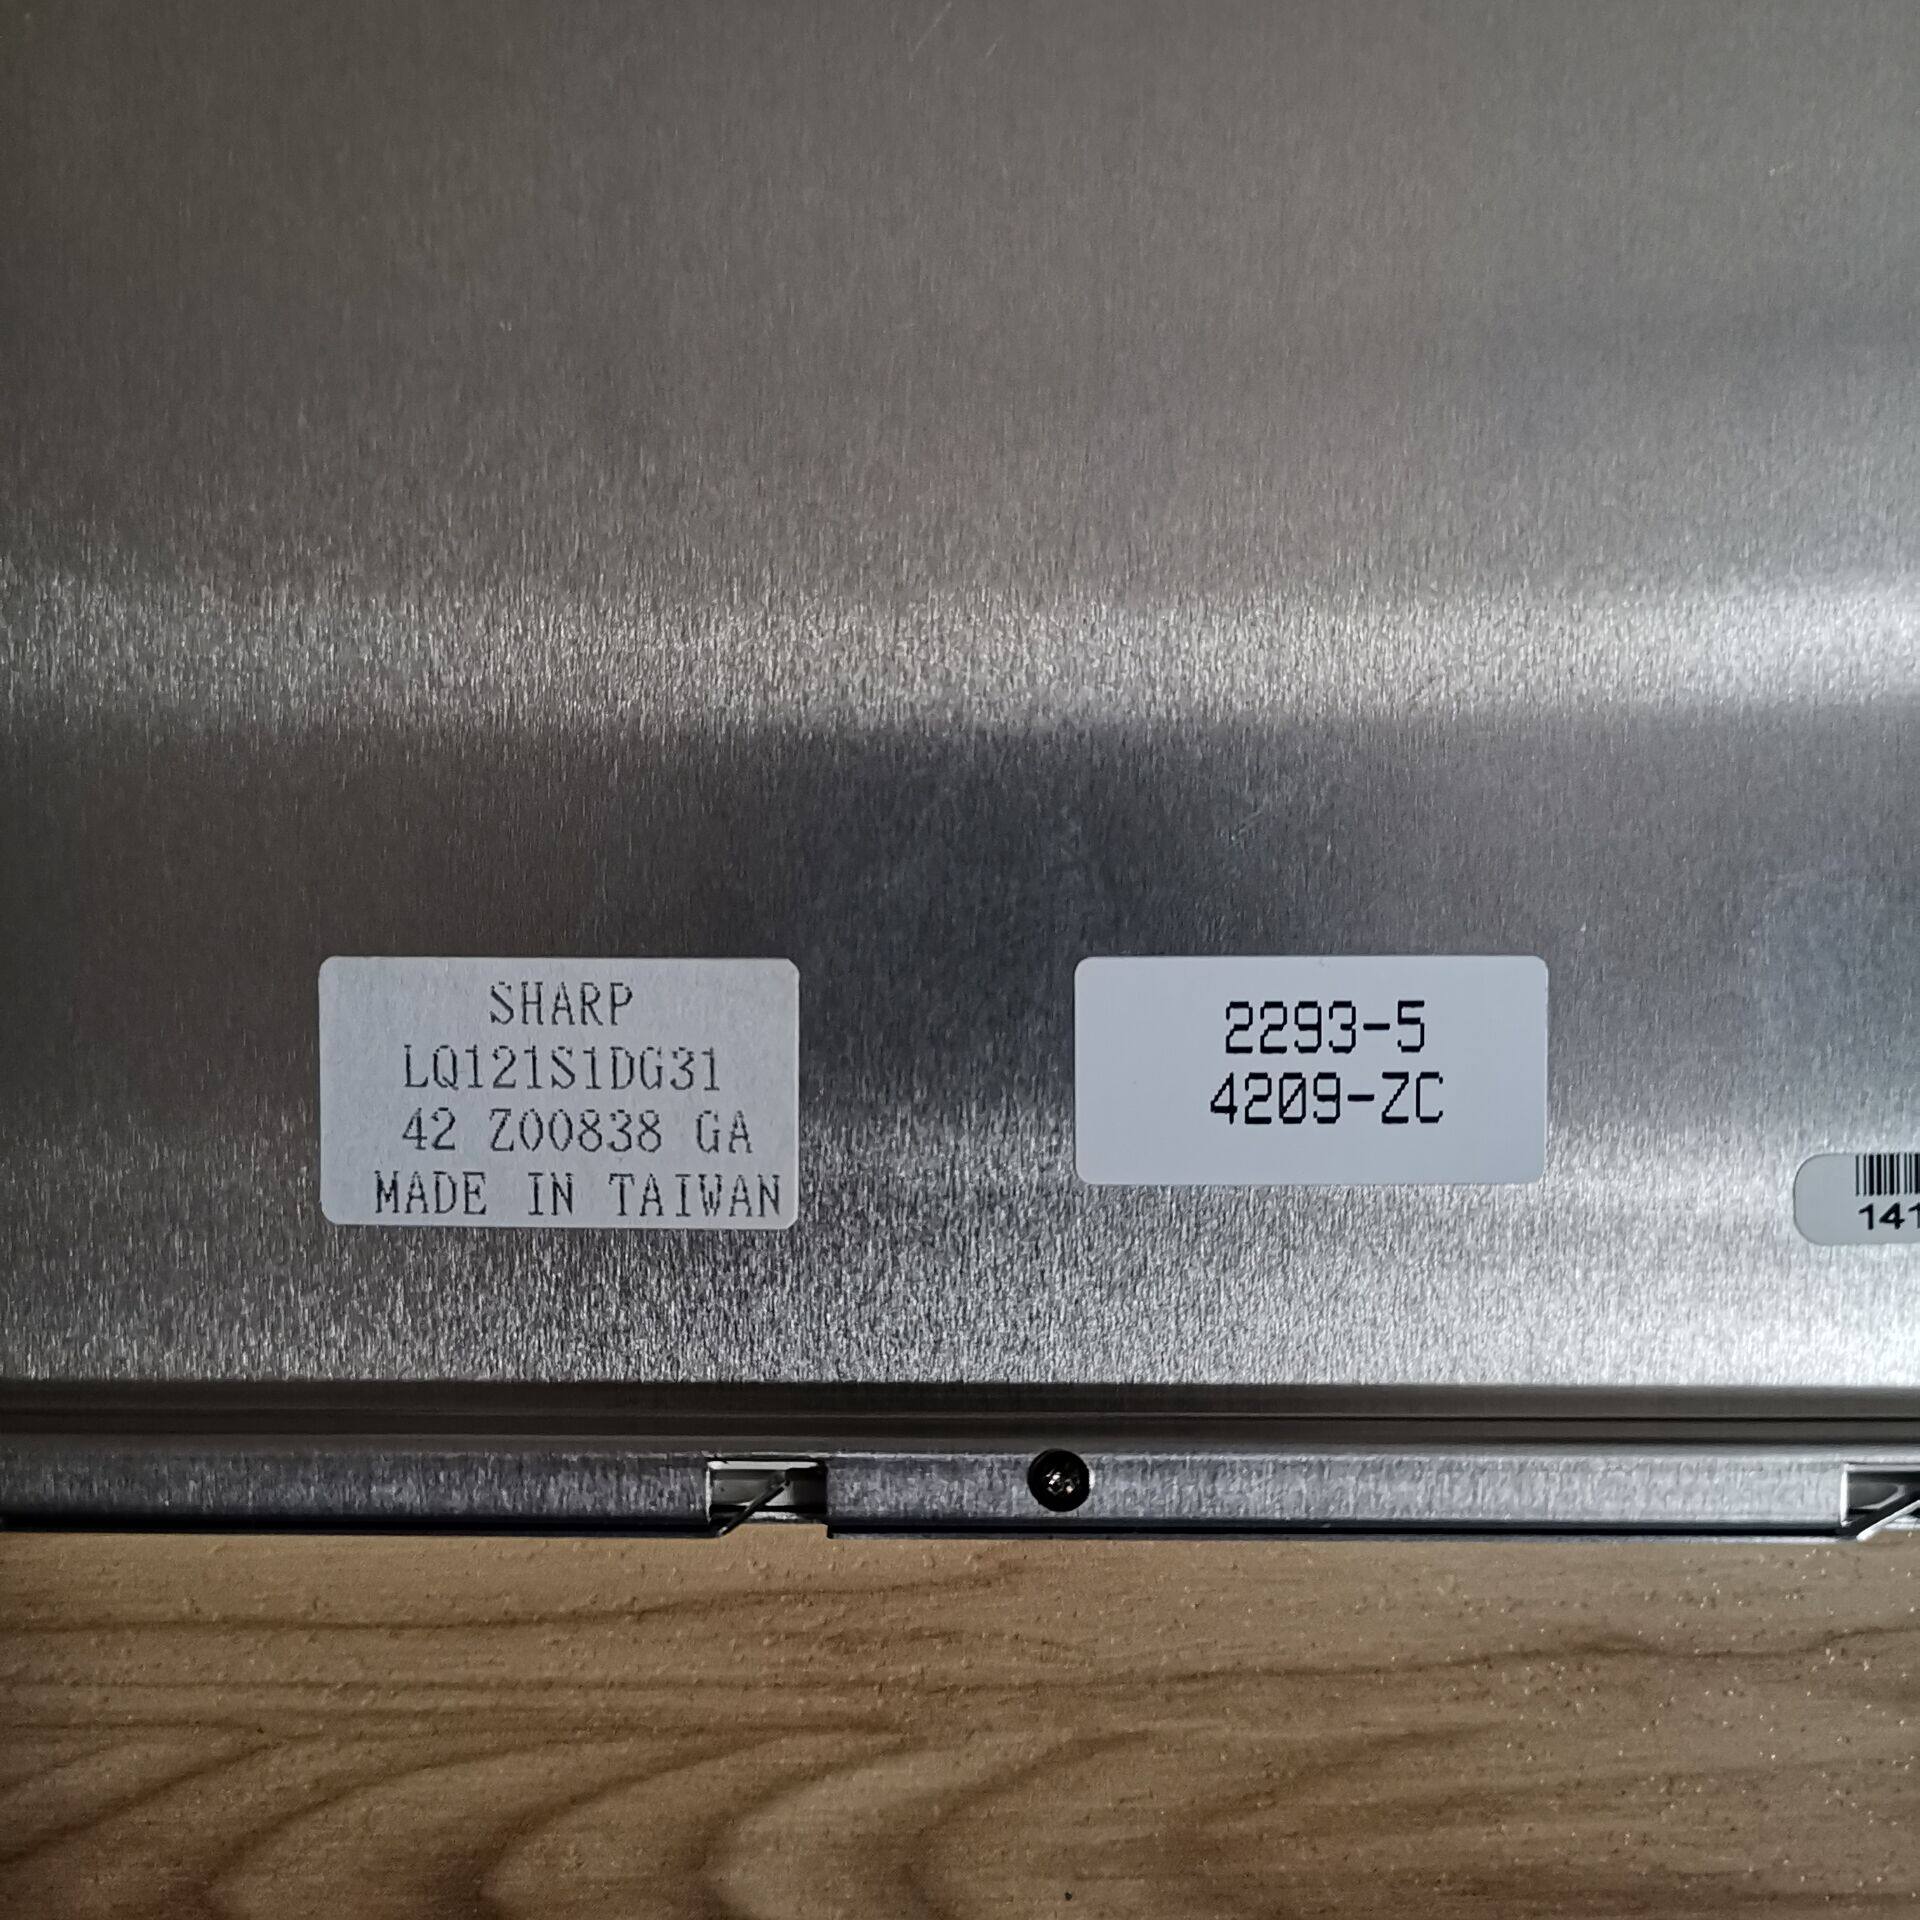 SHARP
LQ121S1DG31
42 Z00838 GA
MADE IN TAIWAN
2293-5
4209-ZC
141